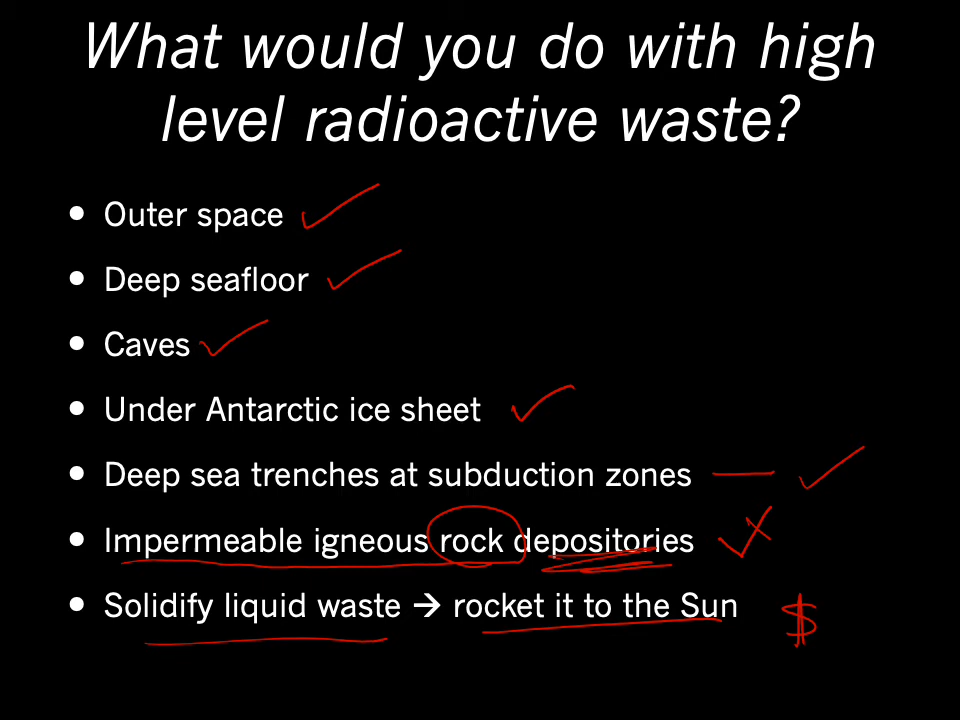 What would you do with high
level radioactive waste?
• Outer space ✓
• Deep seafloor ✓
• Caves ✓
• Under Antarctic ice sheet ✓
• Deep sea trenches at subduction zones — ✓
• Impermeable igneous rock depositories ✓
• Solidify liquid waste → rocket it to the Sun $